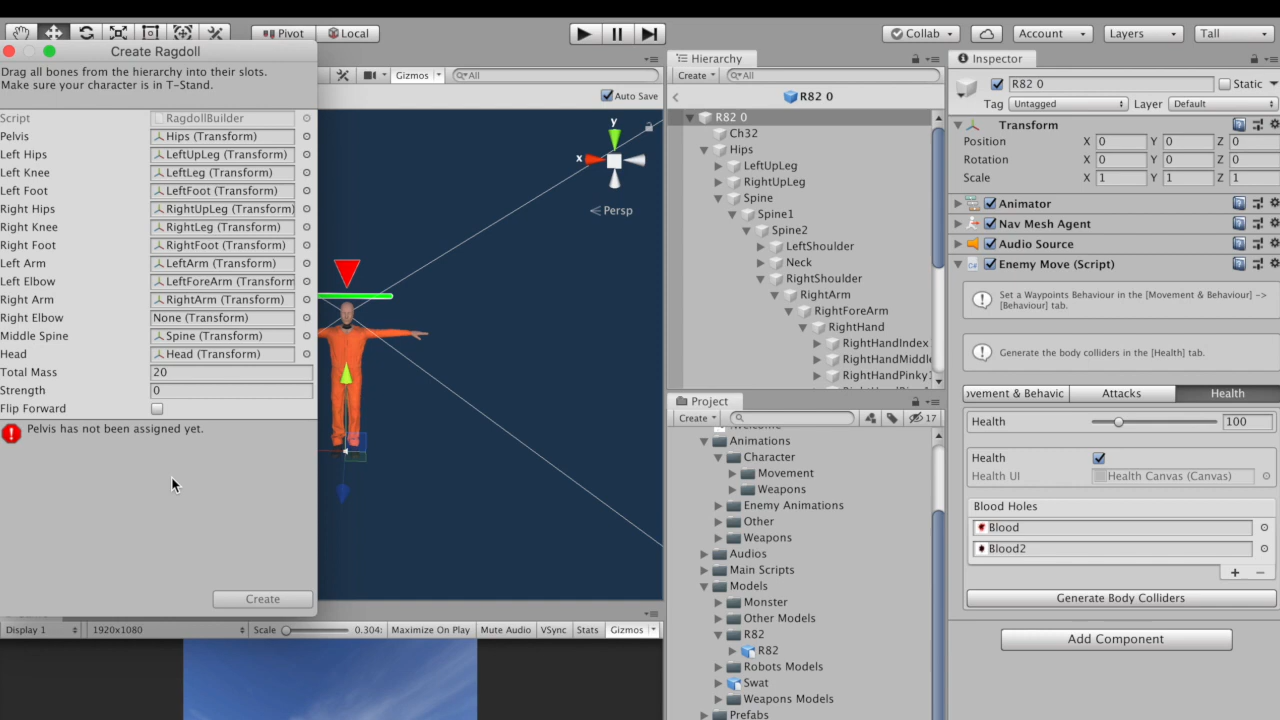 Pivot
Local
Collab
Account
Layers
Tall
Create Ragdoll
Drag all bones from the hierarchy into their slots.
Make sure your character is in T-Stand.
Script RagdollBuilder
Pelvis Hips (Transform)
Left Hips LeftUpLeg (Transform)
Left Knee LeftLeg (Transform)
Left Foot LeftFoot (Transform)
Right Hips RightUpLeg (Transform)
Right Knee RightLeg (Transform)
Right Foot RightFoot (Transform)
Left Arm LeftArm (Transform)
Left Elbow LeftForeArm (Transform
Right Arm RightArm (Transform)
Right Elbow None (Transform)
Middle Spine Spine (Transform)
Head Head (Transform)
Total Mass 20
Strength 0
Flip Forward
Pelvis has not been assigned yet.
Create
Gizmos All
Auto Save
y
x
Persp
Display 1 1920x1080 Scale 0.304: Maximize On Play Mute Audio VSync Stats Gizmos
Hierarchy
Create All
R82 0
R82 0
Ch32
Hips
LeftUpLeg
RightUpLeg
Spine
Spine1
Spine2
LeftShoulder
Neck
RightShoulder
RightArm
RightForeArm
RightHand
RightHandIndex
RightHandMiddle
RightHandPinky1
Project
Create 17
Animations
Character
Movement
Weapons
Enemy Animations
Other
Weapons
Audios
Main Scripts
Models
Monster
Other Models
R82
R82
Robots Models
Swat
Weapons Models
Prefabs
Inspector
R82 0 Static
Tag Untagged Layer Default
Transform
Position X 0 Y 0 Z 0
Rotation X 0 Y 0 Z 0
Scale X 1 Y 1 Z 1
Animator
Nav Mesh Agent
Audio Source
Enemy Move (Script)
Set a Waypoints Behaviour in the [Movement & Behaviour] ->
[Behaviour] tab.
Generate the body colliders in the [Health] tab.
ovement & Behavic Attacks Health
Health 100
Health
Health UI Health Canvas (Canvas)
Blood Holes
Blood
Blood2
Generate Body Colliders
Add Component